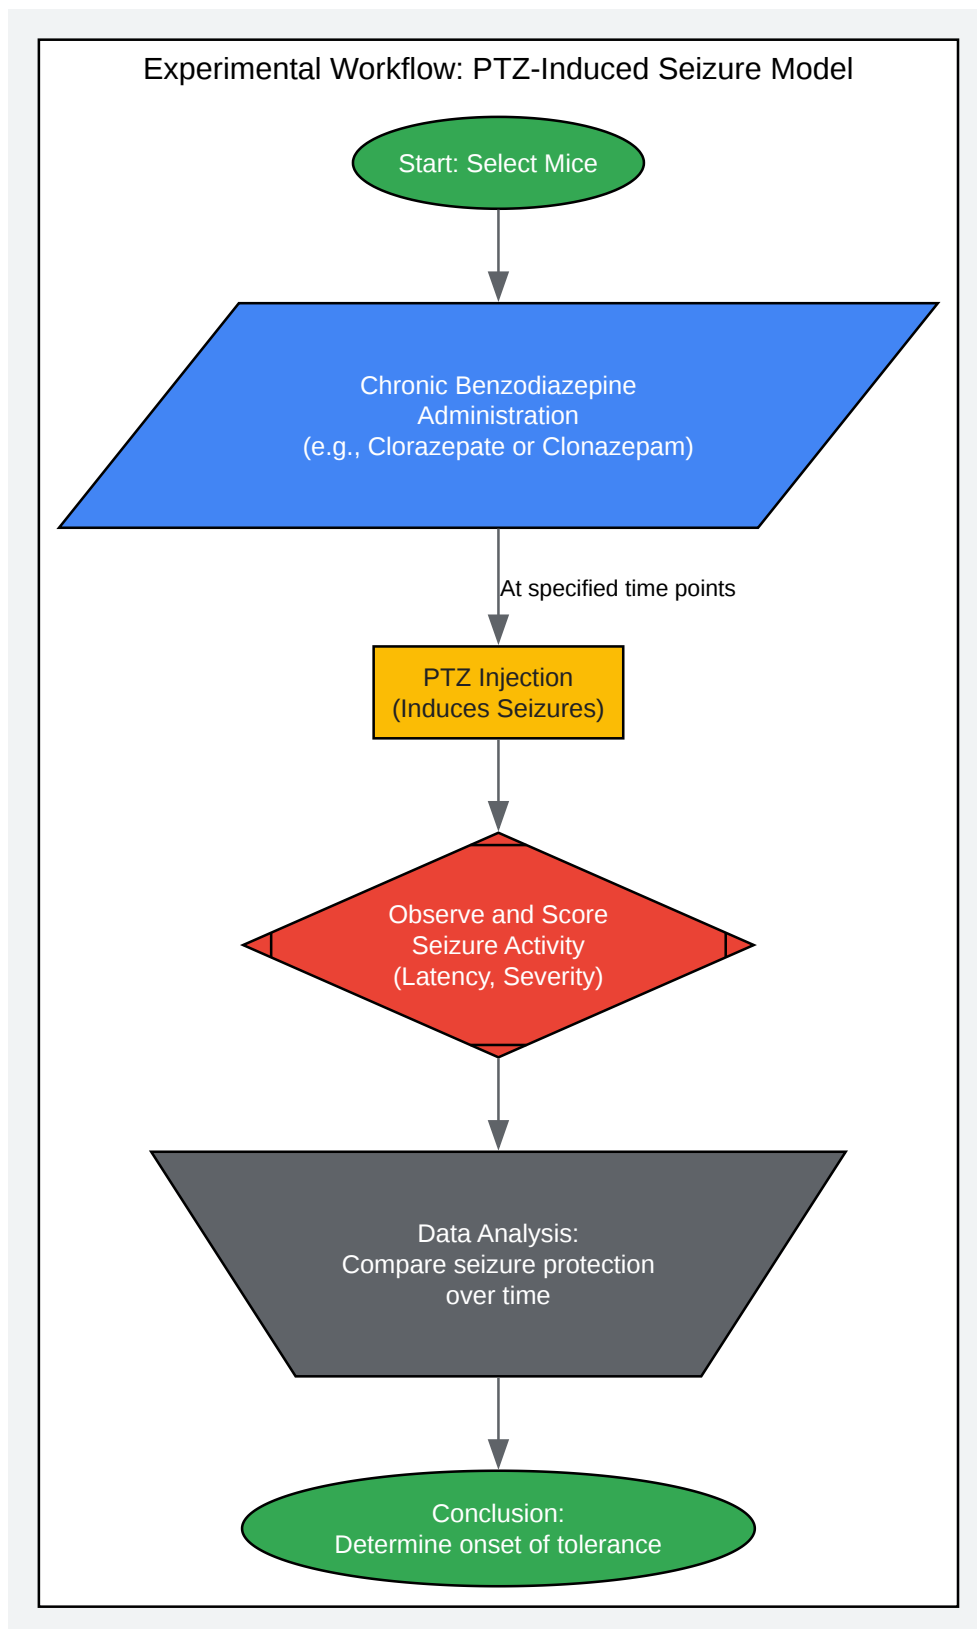 Experimental Workflow: PTZ-Induced Seizure Model
Start: Select Mice
Chronic Benzodiazepine
Administration
(e.g., Clorazepate or Clonazepam)
At specified time points
PTZ Injection
(Induces Seizures)
Observe and Score
Seizure Activity
(Latency, Severity)
Data Analysis:
Compare seizure protection
over time
Conclusion:
Determine onset of tolerance